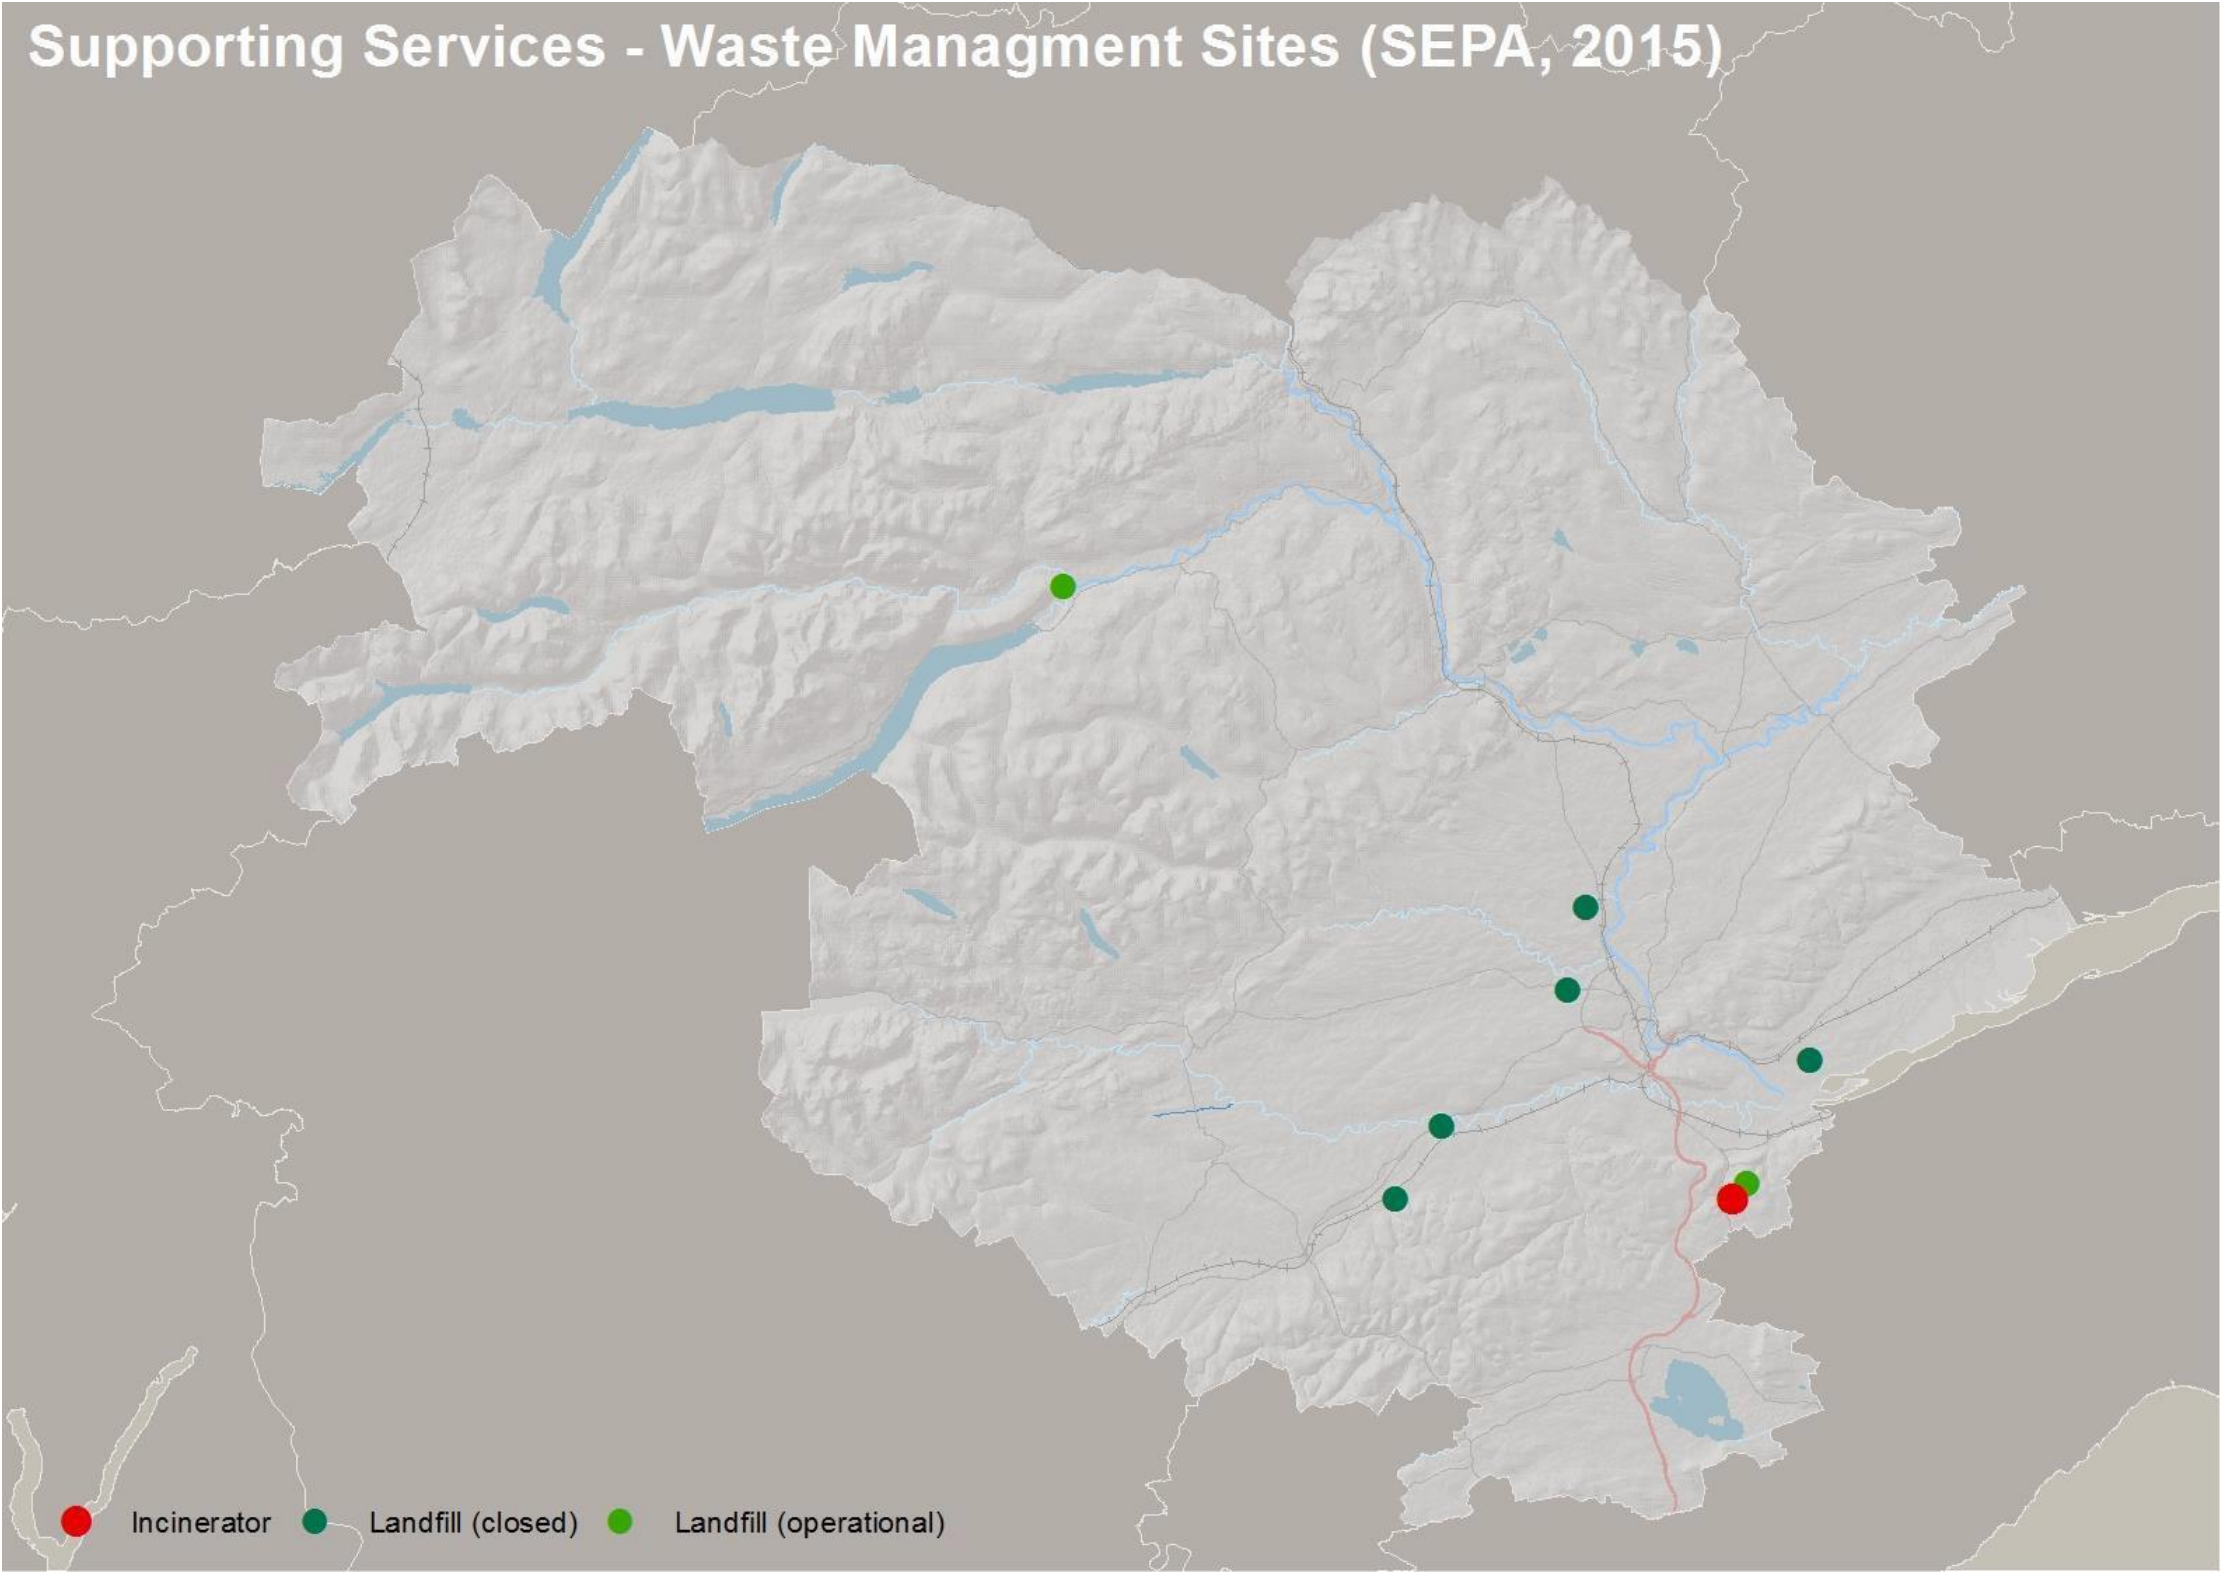 Supporting Services - Waste Managment Sites (SEPA, 2015)
Incinerator Landfill (closed) Landfill (operational)